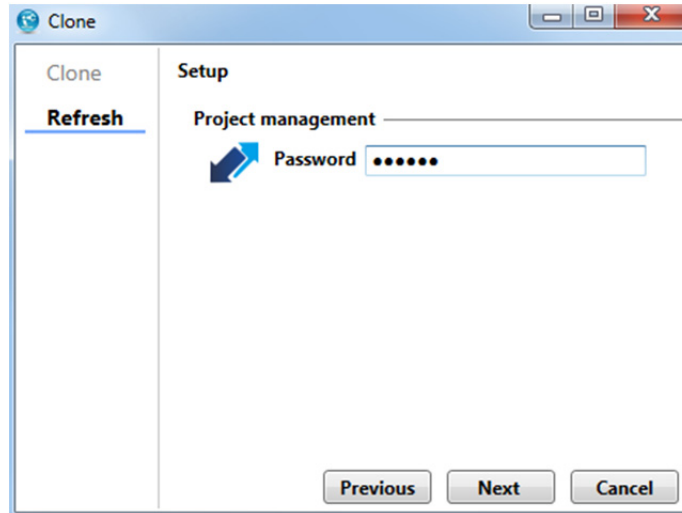 Clone
Clone
Setup
Refresh
Project management
Password ●●●●●●
Previous Next Cancel